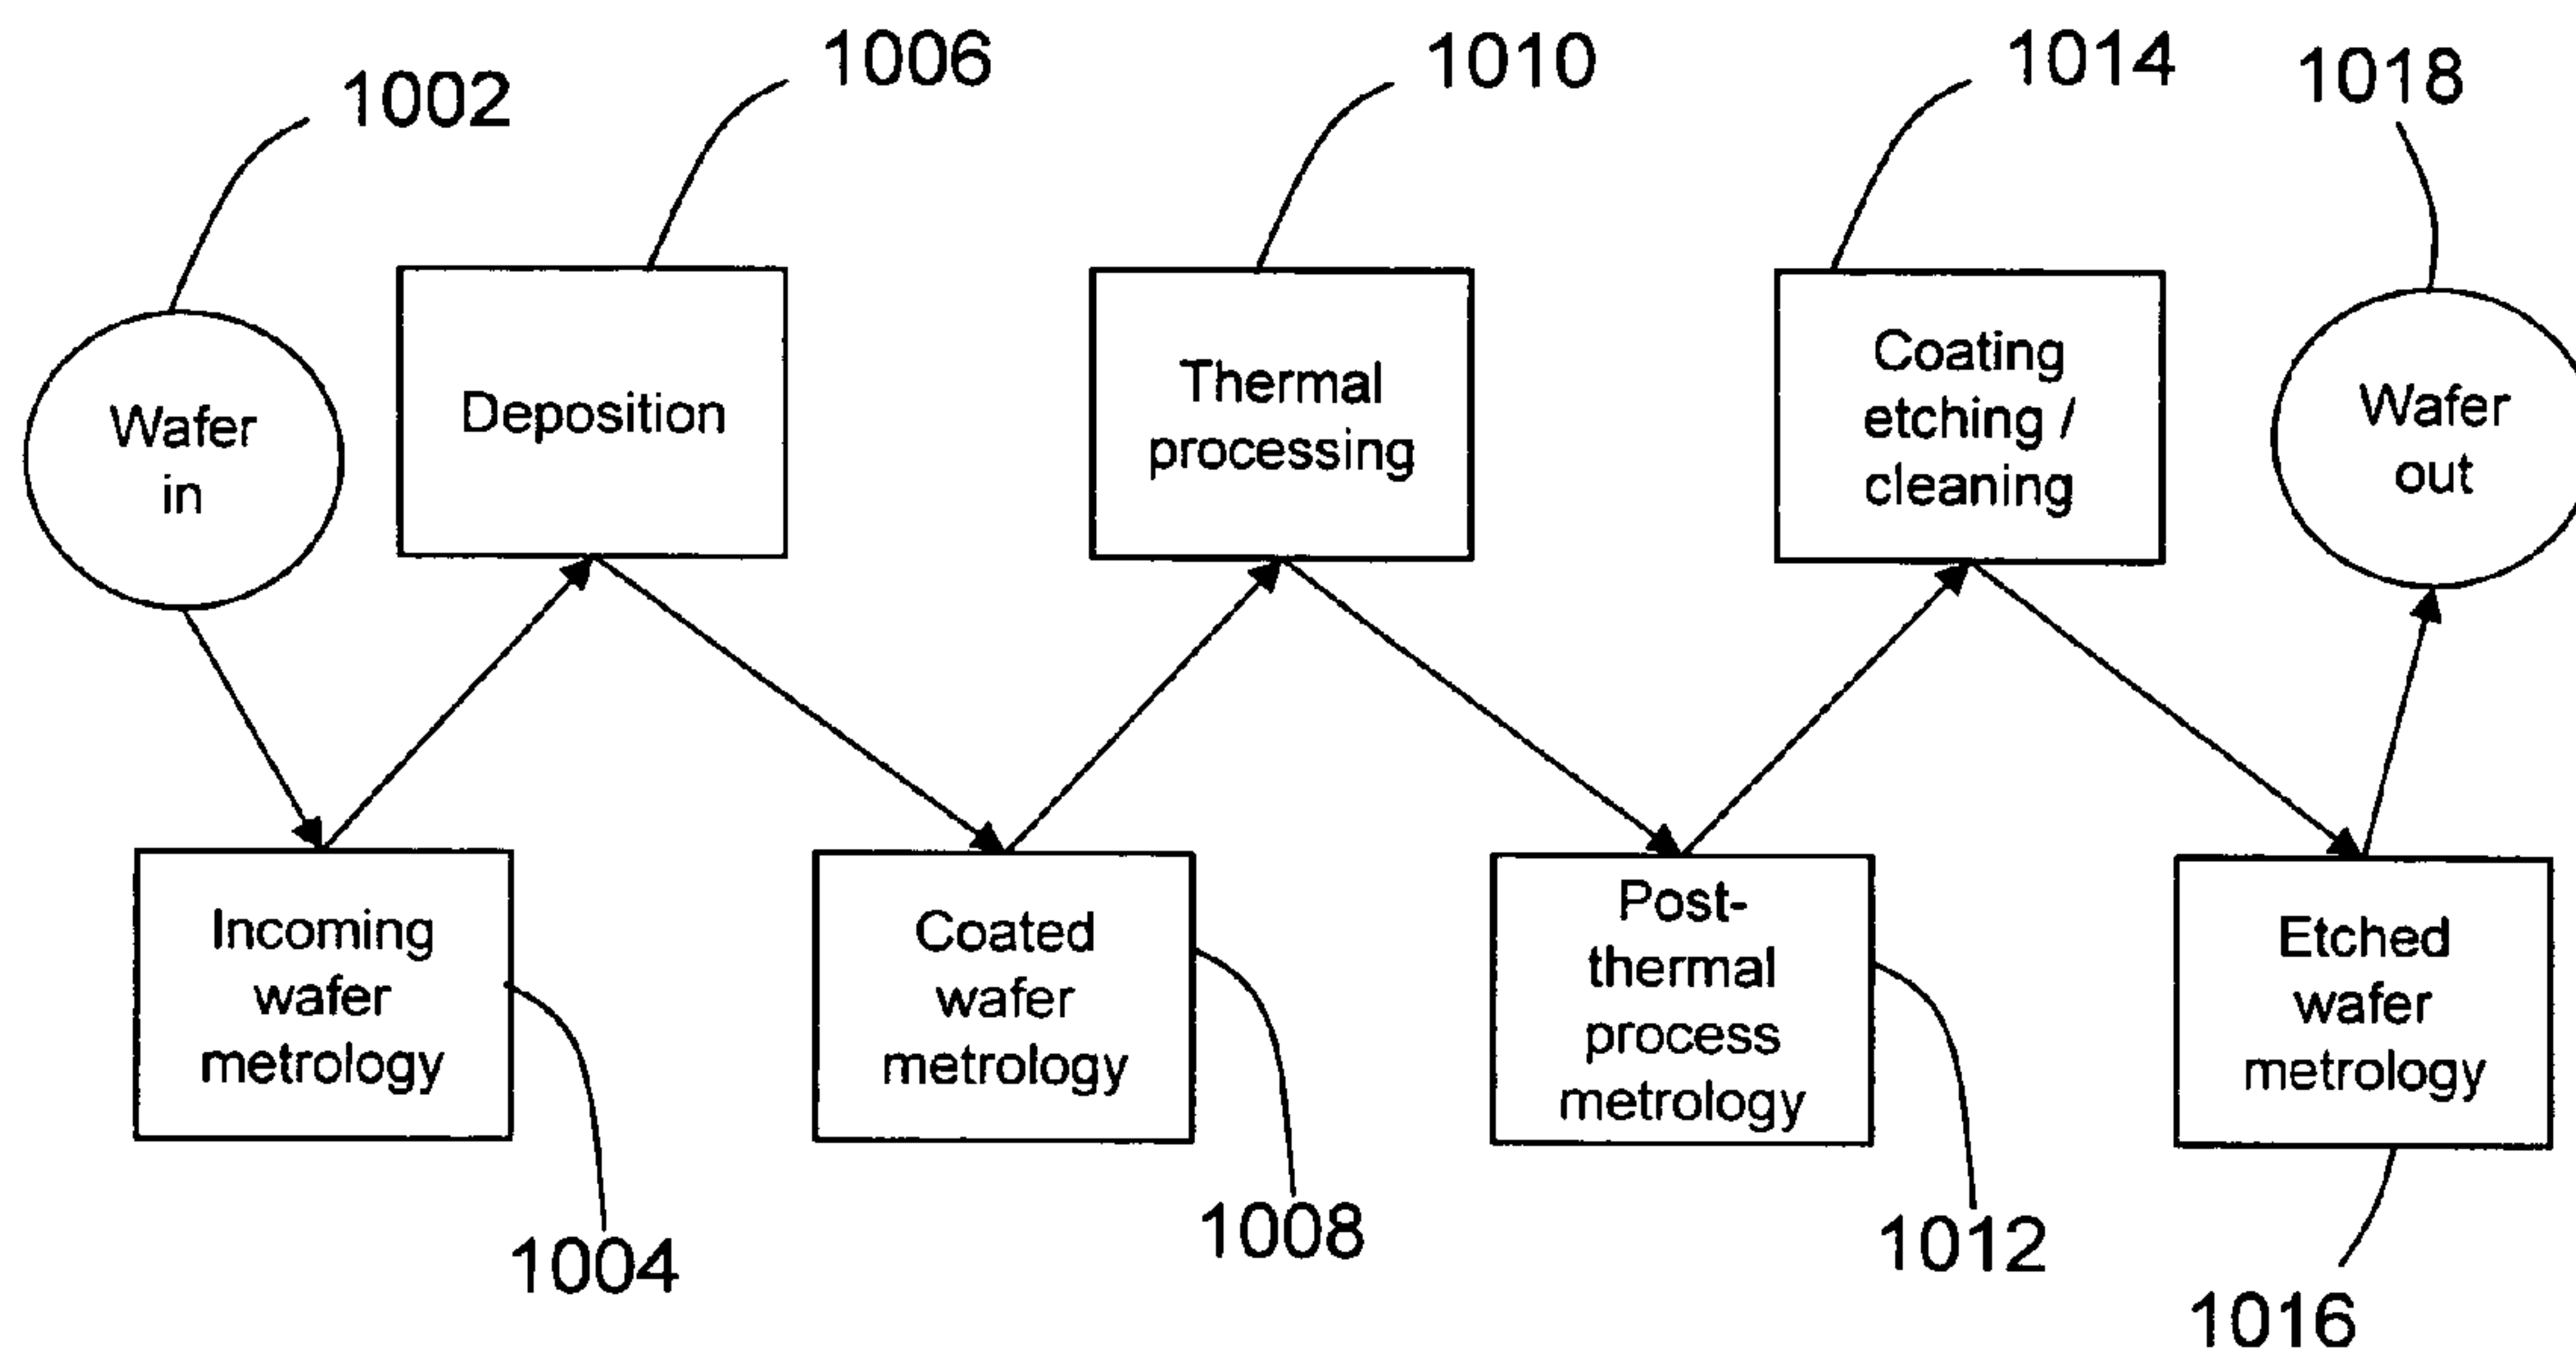 1002
1006
1010
1014
1018
Wafer
in
Deposition
Thermal
processing
Coating
etching /
cleaning
Wafer
out
Incoming
wafer
metrology
Coated
wafer
metrology
Post-
thermal
process
metrology
Etched
wafer
metrology
1004
1008
1012
1016